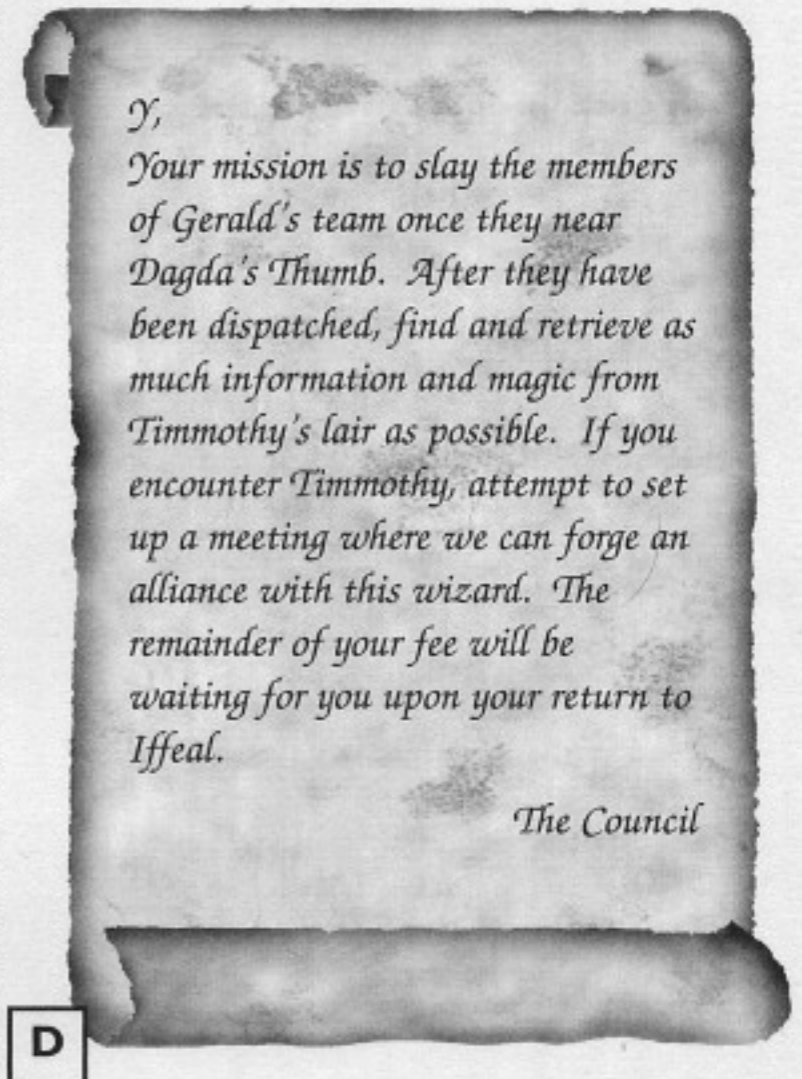 Y,
Your mission is to slay the members
of Gerald's team once they near
Dagda's Thumb.  After they have
been dispatched, find and retrieve as
much information and magic from
Timmothy's lair as possible.  If you
encounter Timmothy, attempt to set
up a meeting where we can forge an
alliance with this wizard.  The
remainder of your fee will be
waiting for you upon your return to
Iffeal.
The Council
D